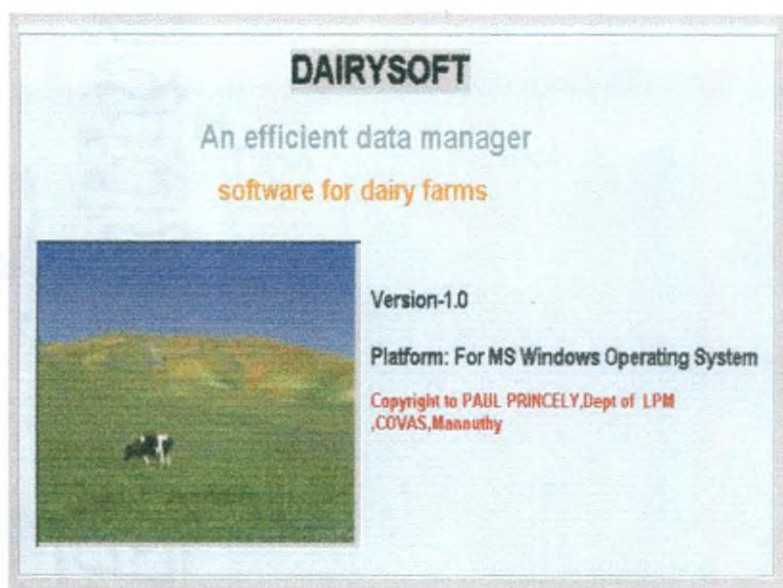 DAIRYSOFT
An efficient data manager
software for dairy farms
Version-1.0
Platform: For MS Windows Operating System
Copyright to PAUL PRINCELY,Dept of LPM
,COVAS,Mannuthy